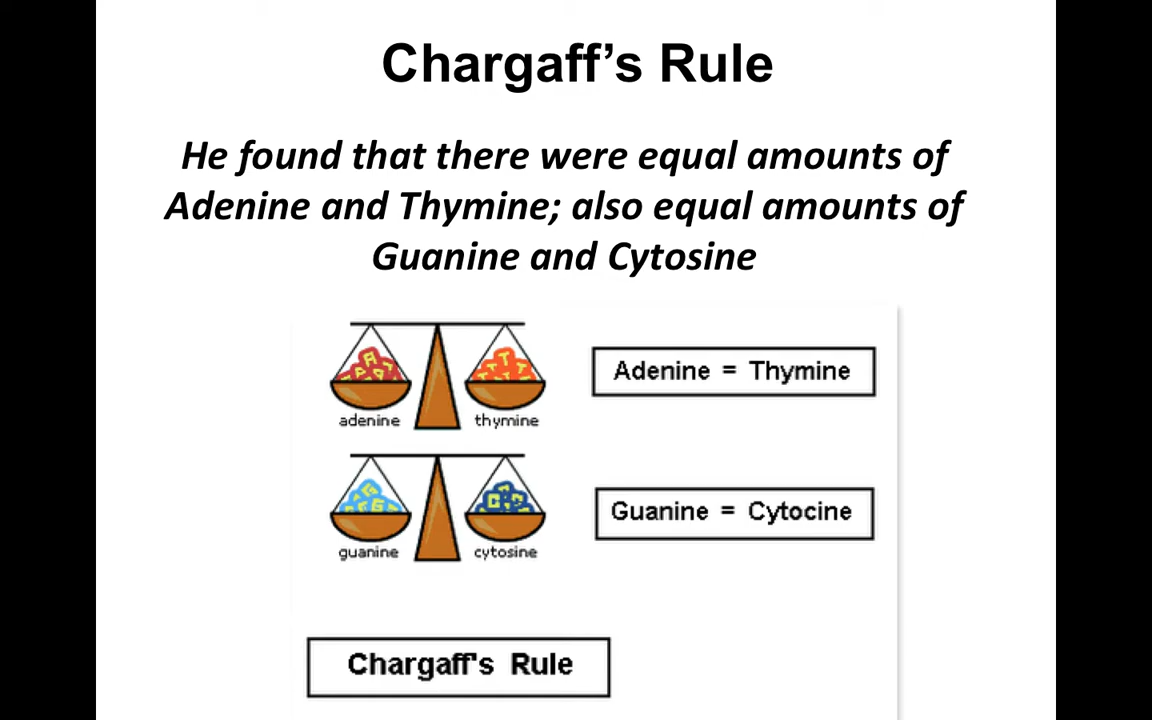 Chargaff’s Rule
He found that there were equal amounts of
Adenine and Thymine; also equal amounts of
Guanine and Cytosine
adenine
thymine
Adenine = Thymine
guanine
cytosine
Guanine = Cytocine
Chargaff's Rule